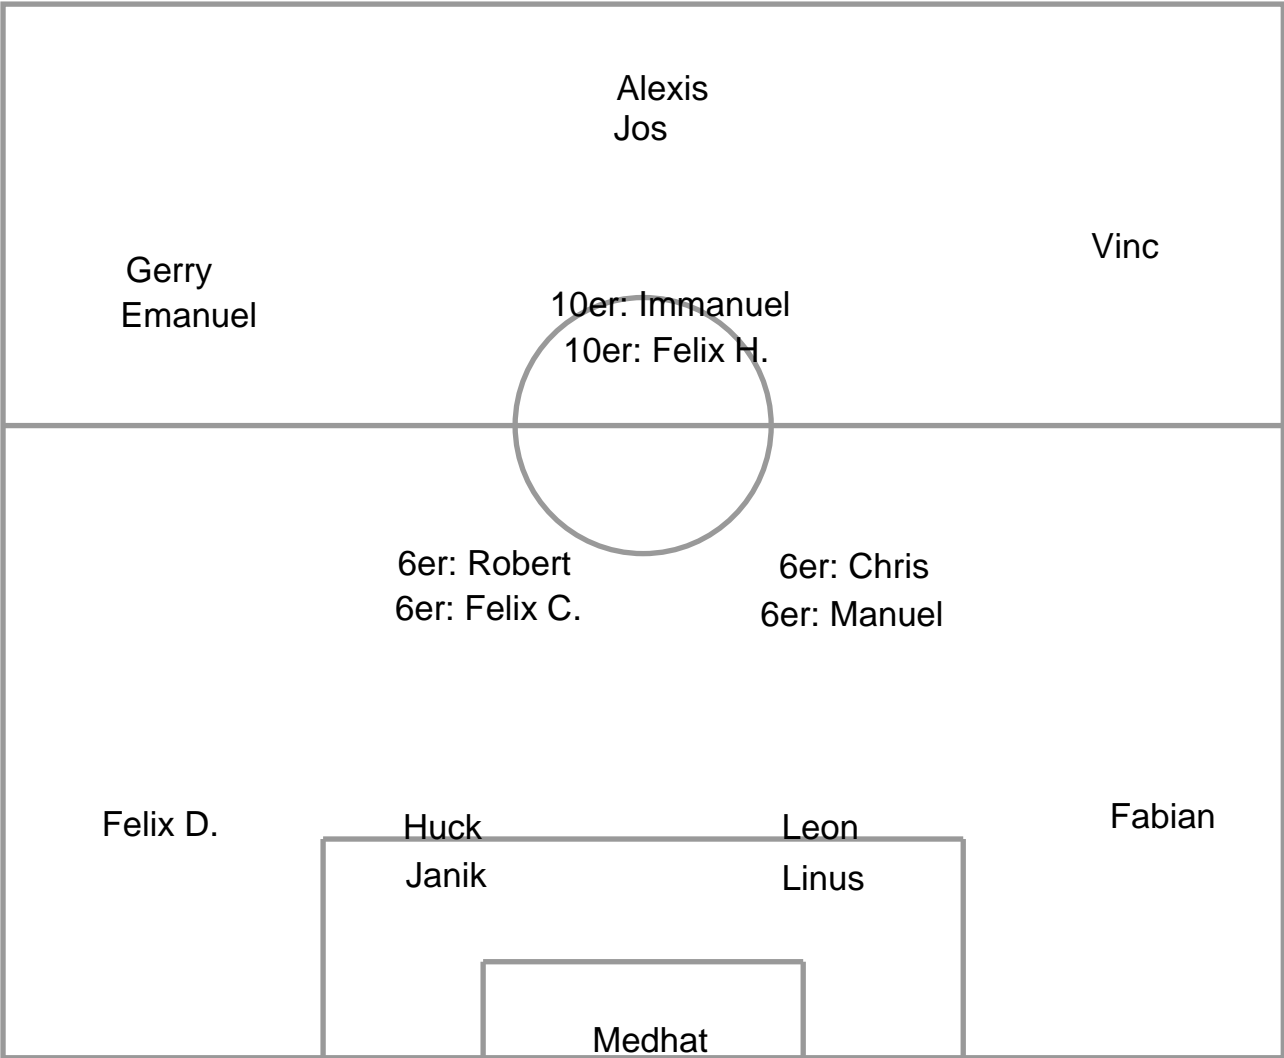 Alexis
Jos
Vinc
Gerry
Emanuel
10er: Immanuel
10er: Felix H.
6er: Robert
6er: Felix C.
6er: Chris
6er: Manuel
Felix D.
Huck
Janik
Leon
Linus
Fabian
Medhat